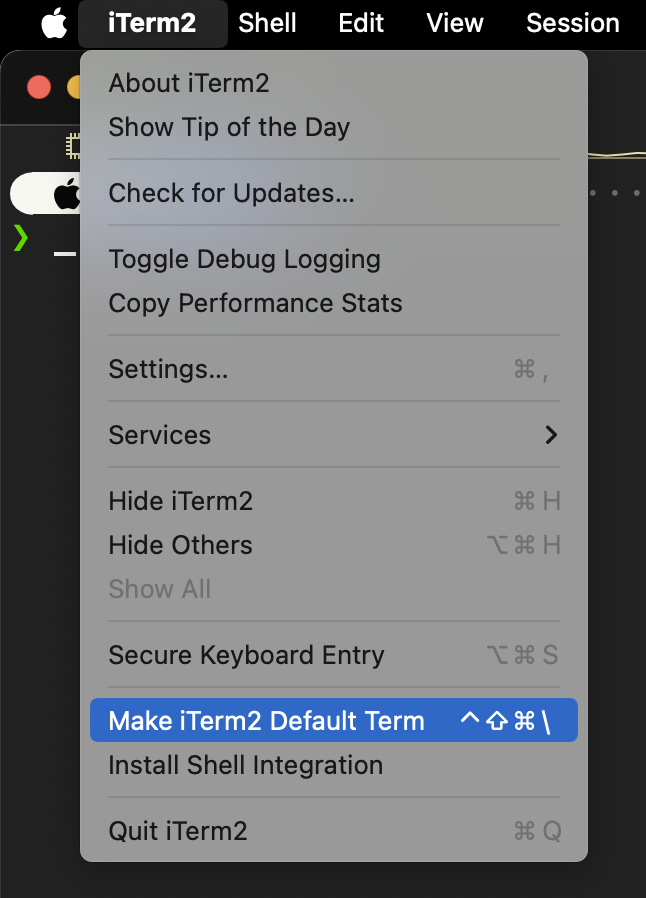 iTerm2 Shell Edit View Session
About iTerm2
Show Tip of the Day
Check for Updates...
Toggle Debug Logging
Copy Performance Stats
Settings... ⌘ ,
Services
Hide iTerm2 ⌘ H
Hide Others ⌥ ⌘ H
Show All
Secure Keyboard Entry ⌥ ⌘ S
Make iTerm2 Default Term ^ ⇧ ⌘ \
Install Shell Integration
Quit iTerm2 ⌘ Q